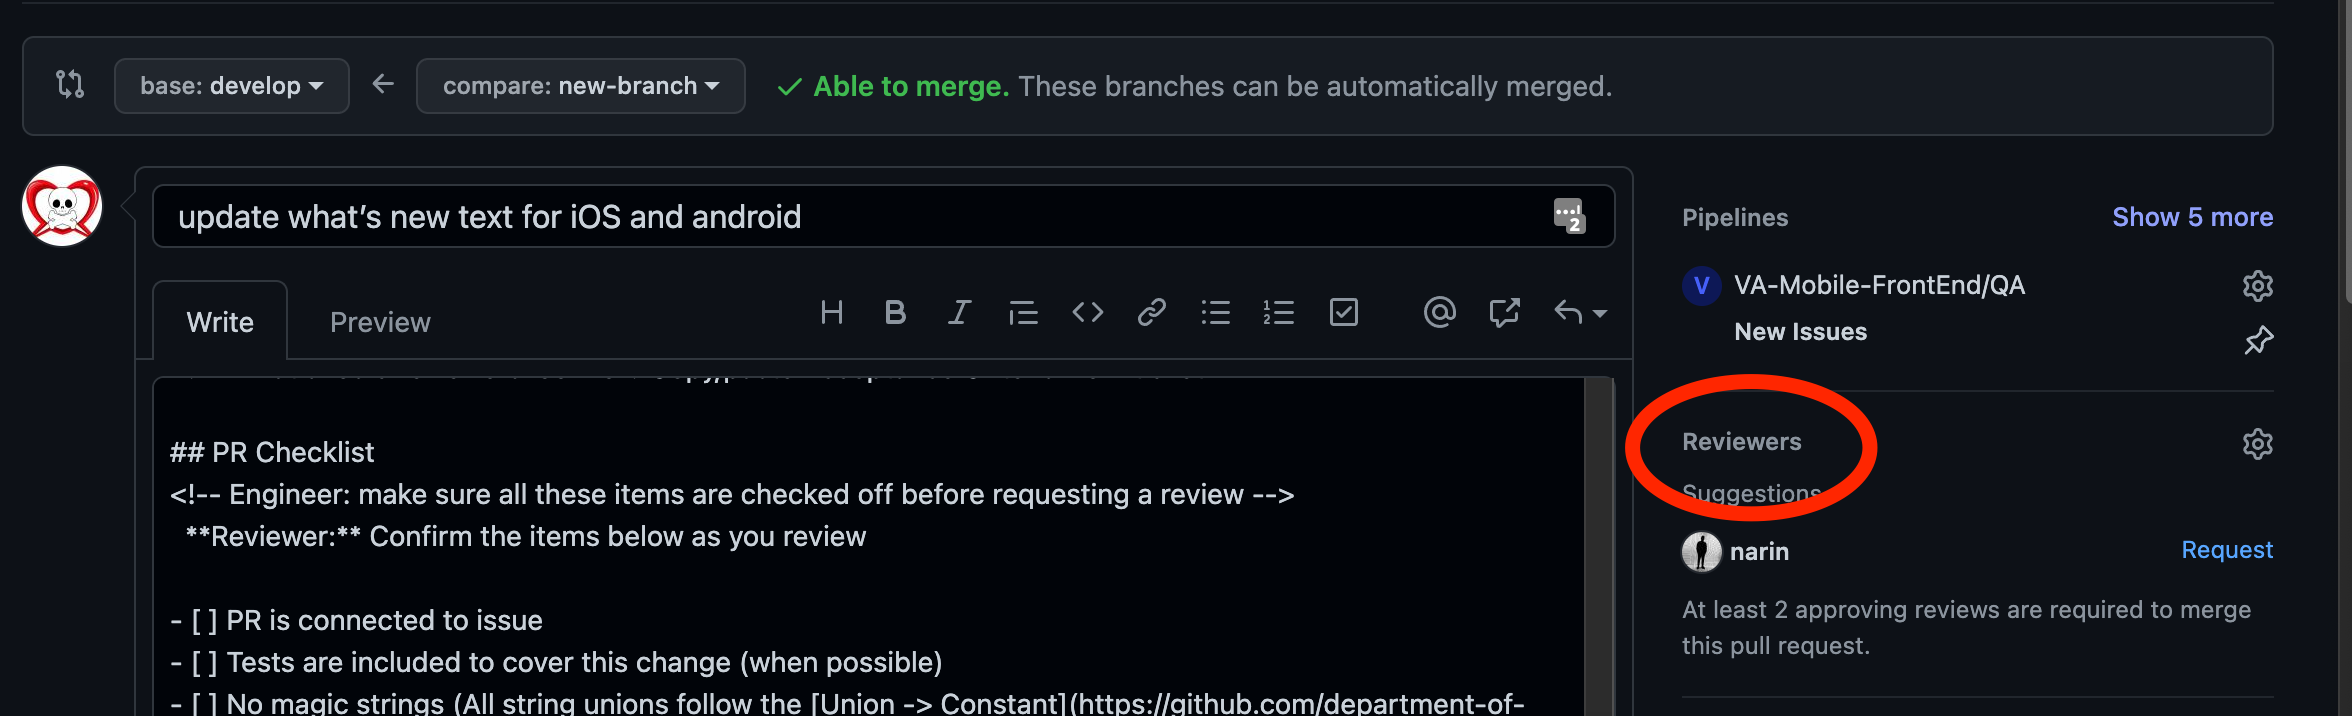 base: develop
compare: new-branch
Able to merge. These branches can be automatically merged.
update what's new text for iOS and android
2
Write
Preview
## PR Checklist
<!-- Engineer: make sure all these items are checked off before requesting a review -->
**Reviewer:** Confirm the items below as you review
- [ ] PR is connected to issue
- [ ] Tests are included to cover this change (when possible)
- [ ] No magic strings (All string unions follow the [Union -> Constant](https://github.com/department-of-
Pipelines
Show 5 more
V
VA-Mobile-FrontEnd/QA
New Issues
Reviewers
Suggestions
narin
Request
At least 2 approving reviews are required to merge
this pull request.